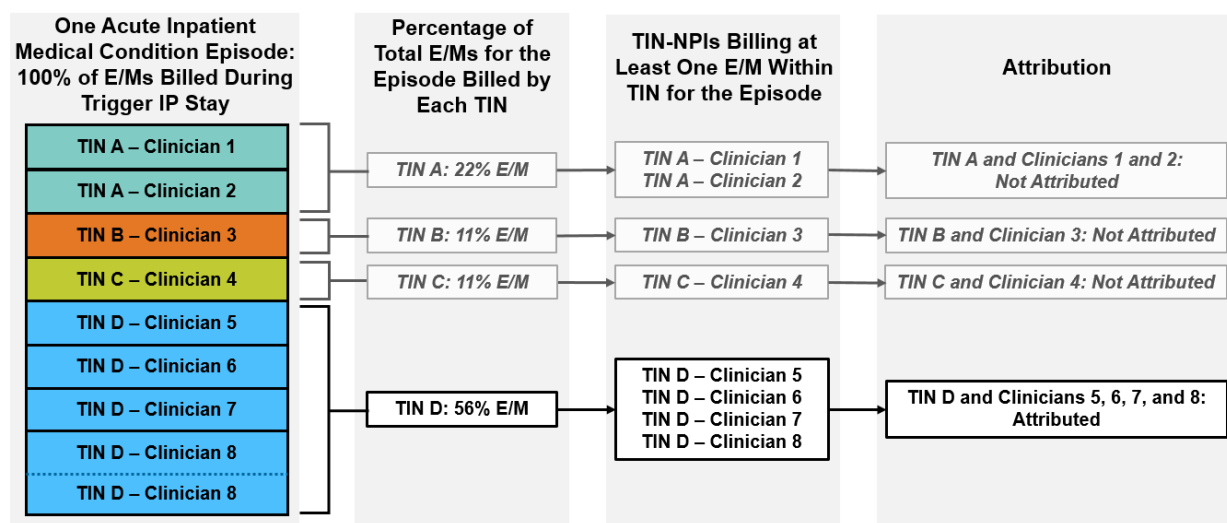 One Acute Inpatient
Medical Condition Episode:
100% of E/Ms Billed During
Trigger IP Stay
TIN A – Clinician 1
TIN A – Clinician 2
TIN B – Clinician 3
TIN C – Clinician 4
TIN D – Clinician 5
TIN D – Clinician 6
TIN D – Clinician 7
TIN D – Clinician 8
TIN D – Clinician 8
Percentage of
Total E/Ms for the
Episode Billed by
Each TIN
TIN A: 22% E/M
TIN B: 11% E/M
TIN C: 11% E/M
TIN D: 56% E/M
TIN-NPIs Billing at
Least One E/M Within
TIN for the Episode
TIN A – Clinician 1
TIN A – Clinician 2
TIN B – Clinician 3
TIN C – Clinician 4
TIN D – Clinician 5
TIN D – Clinician 6
TIN D – Clinician 7
TIN D – Clinician 8
Attribution
TIN A and Clinicians 1 and 2:
Not Attributed
TIN B and Clinician 3: Not Attributed
TIN C and Clinician 4: Not Attributed
TIN D and Clinicians 5, 6, 7, and 8:
Attributed